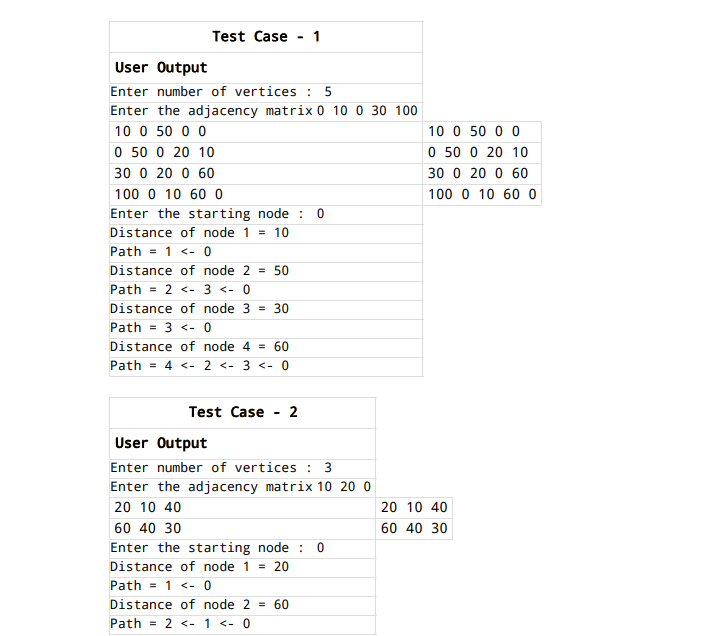 Test Case - 1
User Output
Enter number of vertices : 5
Enter the adjacency matrix 0 10 0 30 100
10 0 50 0 0 10 0 50 0 0
0 50 0 20 10 0 50 0 20 10
30 0 20 0 60 30 0 20 0 60
100 0 10 60 0 100 0 10 60 0
Enter the starting node : 0
Distance of node 1 = 10
Path = 1 <- 0
Distance of node 2 = 50
Path = 2 <- 3 <- 0
Distance of node 3 = 30
Path = 3 <- 0
Distance of node 4 = 60
Path = 4 <- 2 <- 3 <- 0
Test Case - 2
User Output
Enter number of vertices : 3
Enter the adjacency matrix 10 20 0
20 10 40 20 10 40
60 40 30 60 40 30
Enter the starting node : 0
Distance of node 1 = 20
Path = 1 <- 0
Distance of node 2 = 60
Path = 2 <- 1 <- 0